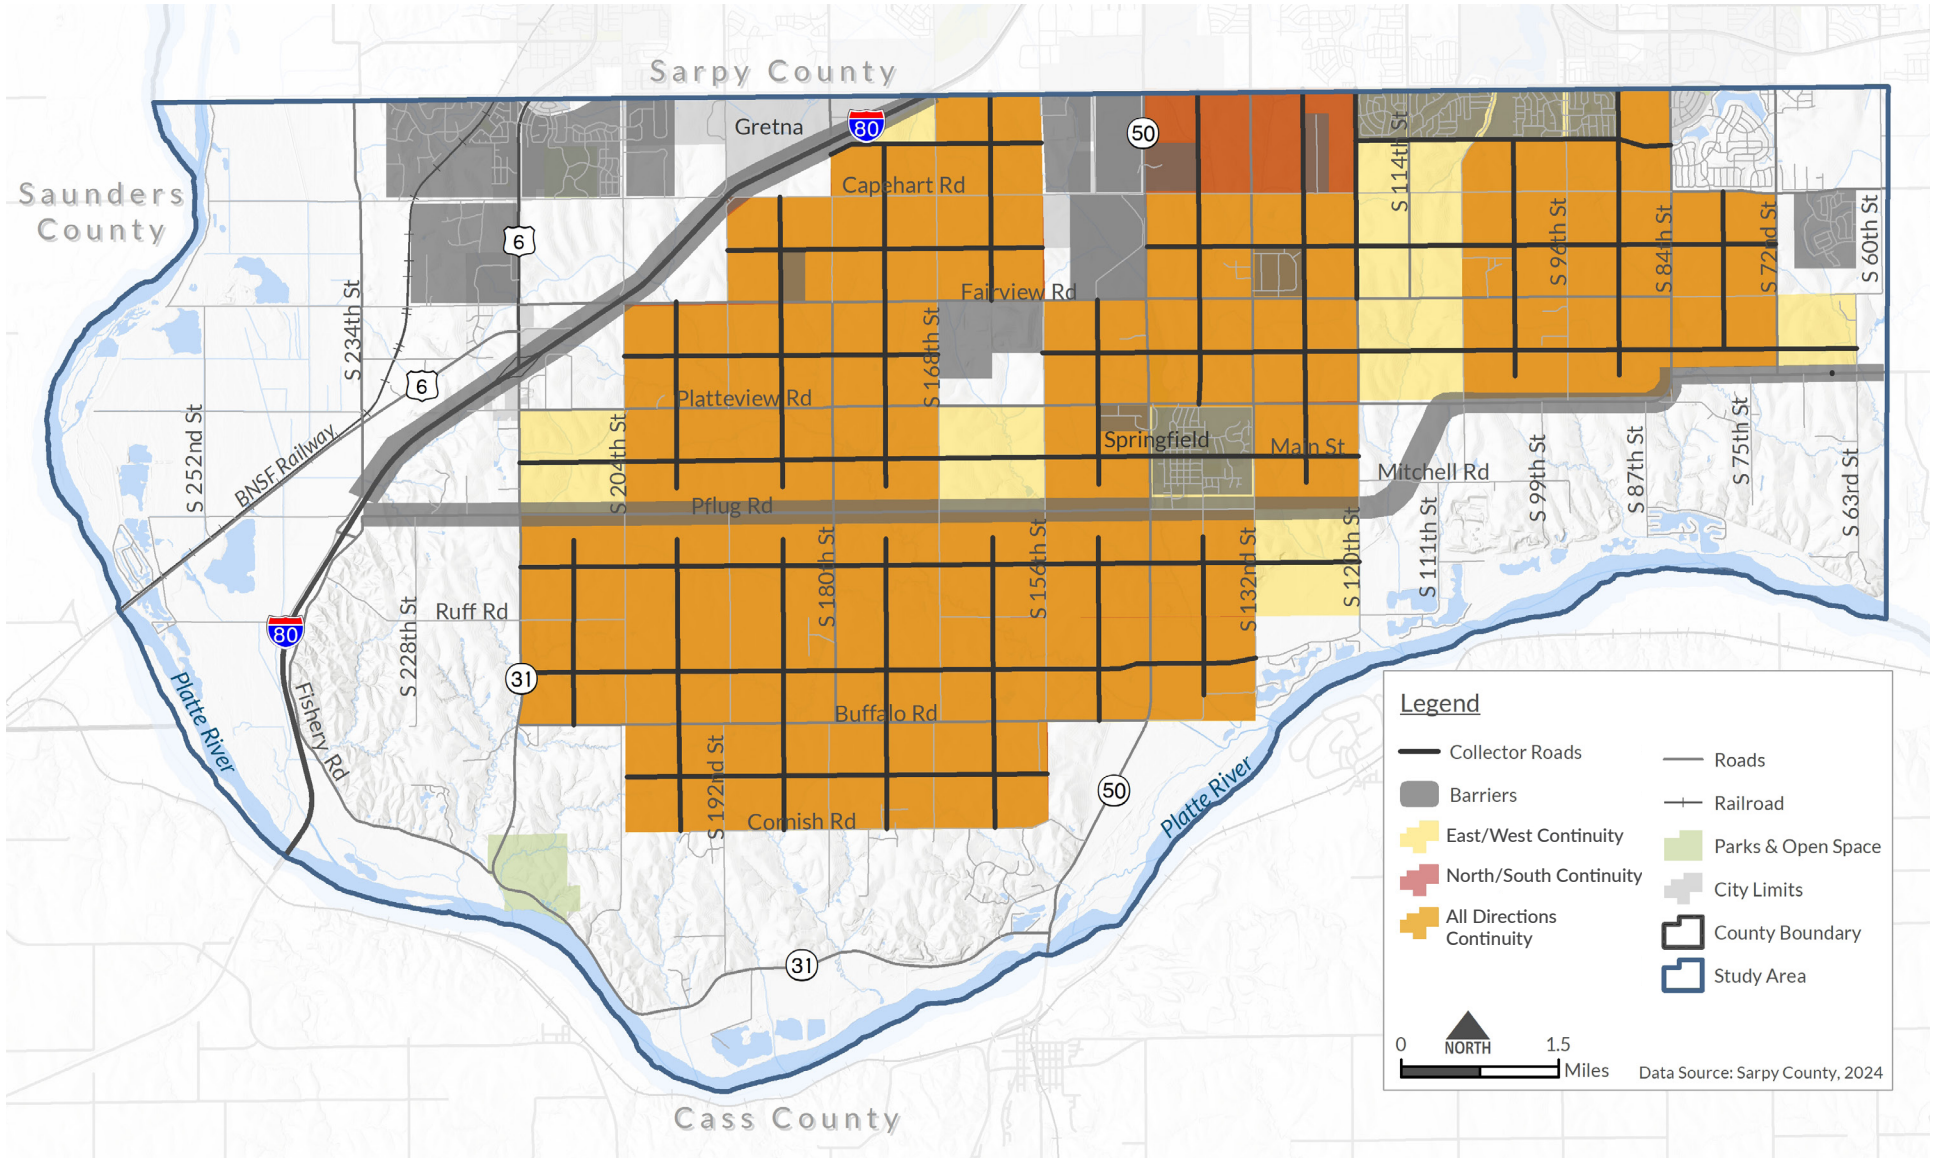 Sarpy County
Gretna
80
50
S 114th St
Capehart Rd
Saunders
County
6
S 96th St
S 84th St
S 72nd St
S 60th St
S 234th St
Fairview Rd
S 168th St
6
Platteview Rd
S 252nd St
BNSF Railway
S 204th St
Springfield
Main St
Mitchell Rd
S 99th St
S 87th St
S 75th St
S 63rd St
Pflug Rd
S 180th St
S 156th St
S 132nd St
S 120th St
S 111th St
Ruff Rd
80
S 228th St
31
Platte River
Fishery Rd
Buffalo Rd
S 192nd St
Cornish Rd
50
Platte River
31
Cass County
Legend
Collector Roads
Barriers
East/West Continuity
North/South Continuity
All Directions
Continuity
Roads
Railroad
Parks & Open Space
City Limits
County Boundary
Study Area
0
NORTH
1.5
Miles
Data Source: Sarpy County, 2024